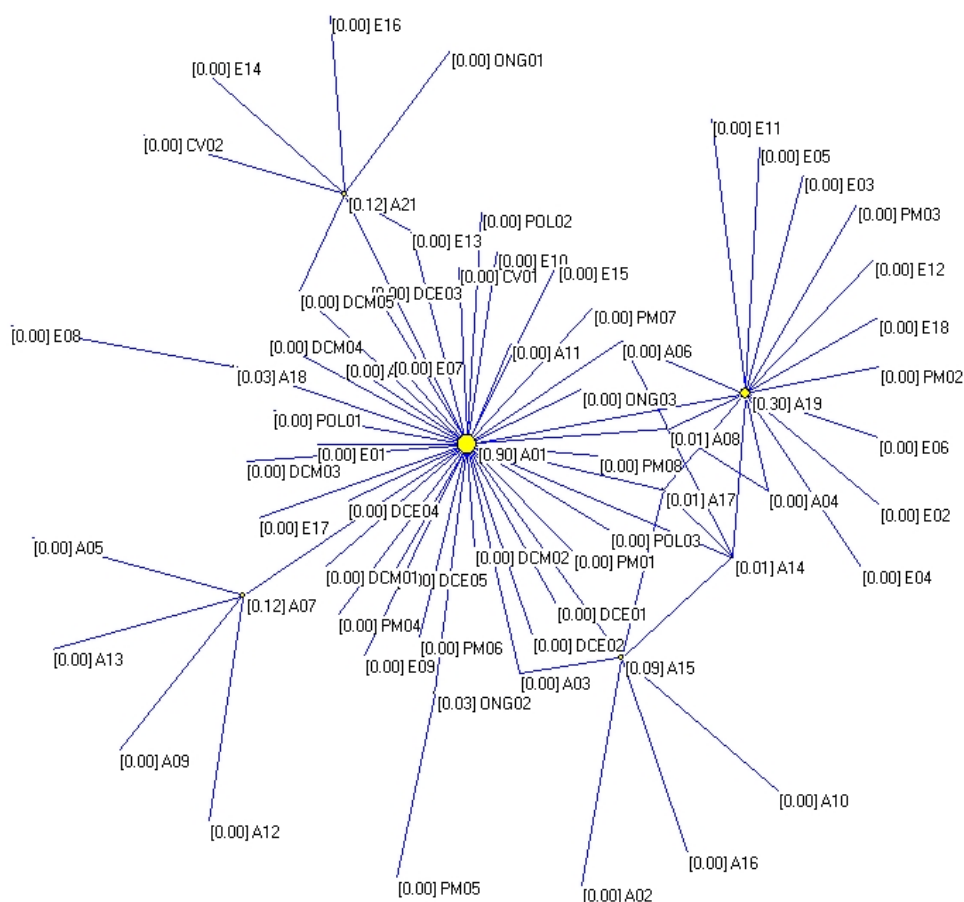 [0.00] E16
[0.00] ONG01
[0.00] E14
[0.00] E11
[0.00] CV02
[0.00] E05
[0.00] E03
[0.12] A21
[0.00] PM03
[0.00] POL02
[0.00] E13
[0.00] E10
[0.00] E12
[0.00] CV01
[0.00] E15
[0.00] DCE03
[0.00] DCM05
[0.00] PM07
[0.00] E18
[0.00] E08
[0.00] DCM04
[0.00] A11
[0.00] A06
[0.03] A18
[0.00] A
[0.00] E07
[0.00] PM02
[0.00] ONG03
[0.30] A19
[0.00] POL01
[0.01] A08
[0.00] E06
[0.00] E01
[0.90] A01
[0.00] DCM03
[0.00] PM08
[0.01] A17
[0.00] A04
[0.00] DCE04
[0.00] E02
[0.00] E17
[0.00] POL03
[0.00] A05
[0.00] DCM02
[0.00] PM01
[0.01] A14
[0.00] DCM01
00] DCE05
[0.00] E04
[0.12] A07
[0.00] DCE01
[0.00] PM04
[0.00] PM06
[0.00] DCE02
[0.00] A13
[0.00] E09
[0.09] A15
[0.00] A03
[0.03] ONG02
[0.00] A09
[0.00] A10
[0.00] A12
[0.00] A16
[0.00] PM05
[0.00] A02